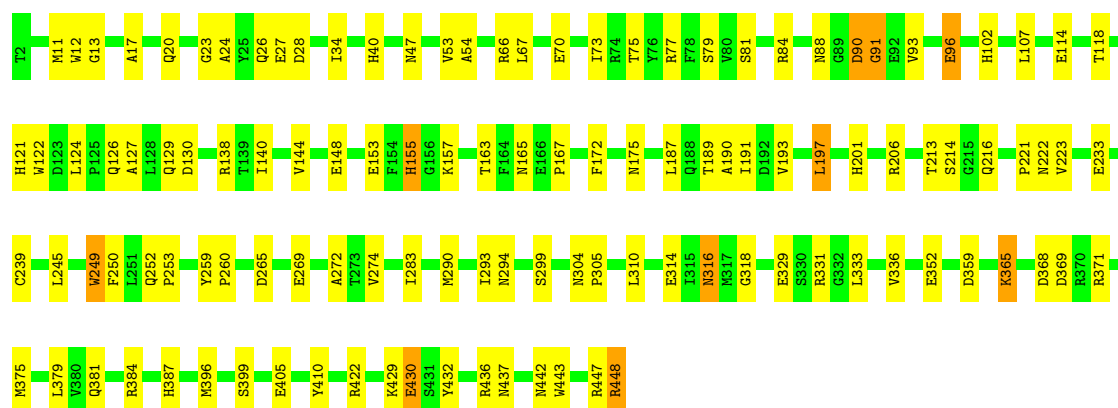 T2 M11 W12 G13 A17 Q20 G23 A24 Y25 Q26 E27 D28 I34 H40 N47 V53 A54 R66 L67 E70 I73 R74 T75 Y76 R77 F78 S79 V80 S81 R84 N88 G89 D90 G91 E92 V93 E96 H102 L107 E114 T118
H121 W122 D123 L124 P125 Q126 A127 L128 Q129 D130 R138 T139 I140 V144 E148 E153 F154 H155 G156 K157 T163 F164 N165 E166 P167 F172 N175 L187 Q188 T189 A190 I191 D192 V193 L197 H201 R206 T213 S214 G215 Q216 P221 N222 V223 E233
C239 L245 W249 F250 L251 Q252 P253 Y259 P260 D265 E269 A272 T273 V274 I283 M290 I293 N294 S299 N304 P305 L310 E314 I315 N316 M317 G318 E329 S330 R331 G332 L333 V336 E352 D359 K365 D368 D369 R370 R371
M375 L379 V380 Q381 R384 H387 M396 S399 E405 Y410 R422 K429 E430 S431 Y432 R436 N437 N442 W443 R447 R448